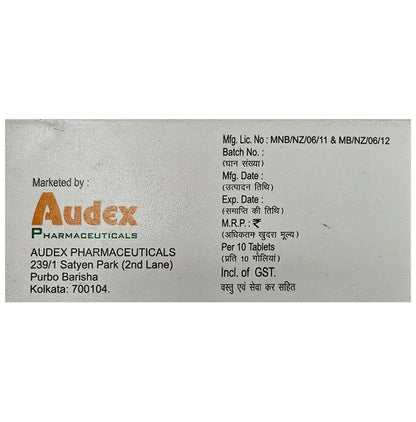 Marketed by :
Audex
PHARMACEUTICALS
AUDEX PHARMACEUTICALS
239/1 Satyen Park (2nd Lane)
Purbo Barisha
Kolkata: 700104.
Mfg. Lic. No : MNB/NZ/06/11 & MB/NZ/06/12
Batch No. :
(घान संख्या)
Mfg. Date :
(उत्पादन तिथि)
Exp. Date :
(समाप्ति की तिथि)
M.R.P. : ₹
(अधिकतम खुदरा मूल्य)
Per 10 Tablets
(प्रति 10 गोलियां)
Incl. of GST.
वस्तु एवं सेवा कर सहित